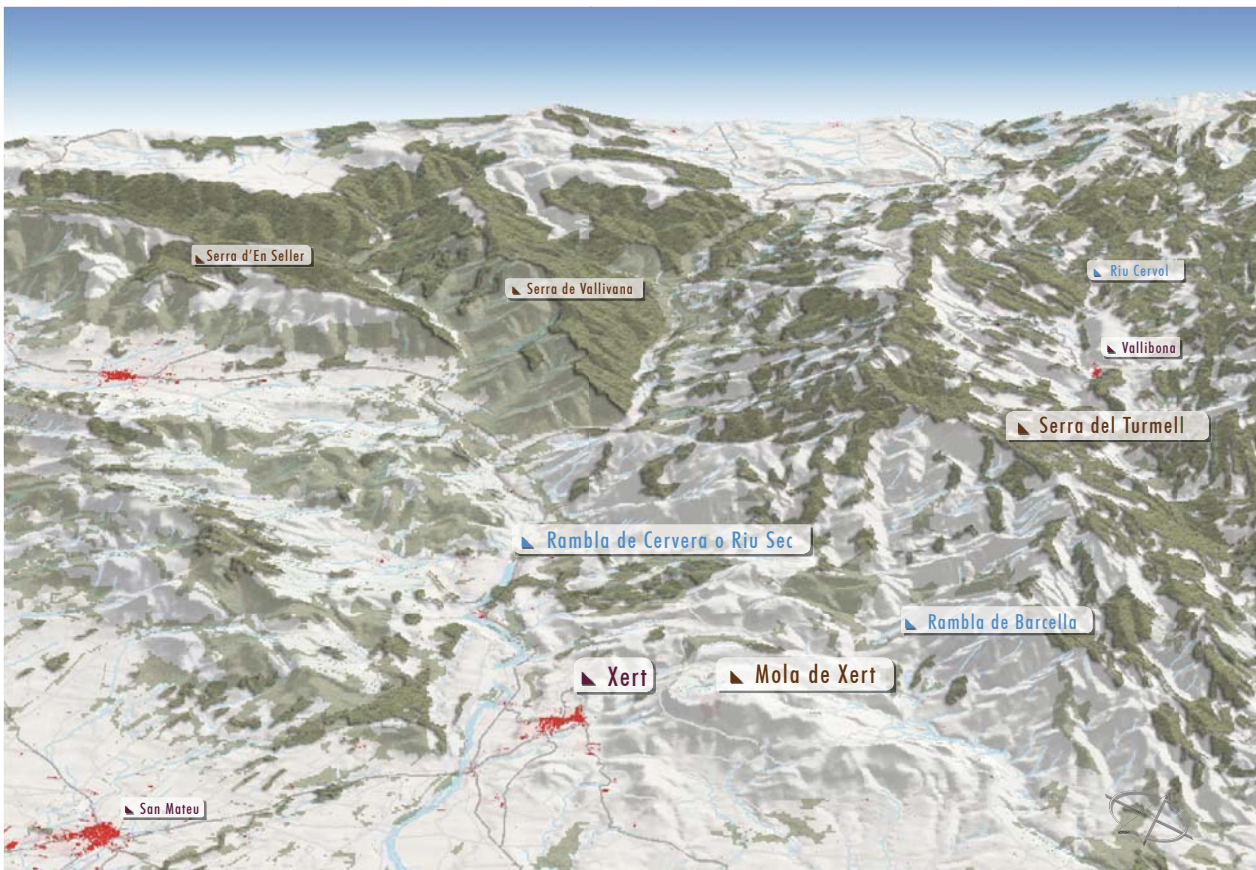 Serra d'En Seller
Serra de Vallivana
Riu Cervol
Vallibona
Serra del Turmell
Rambla de Cervera o Riu Sec
Rambla de Barcella
Xert
Mola de Xert
San Mateu